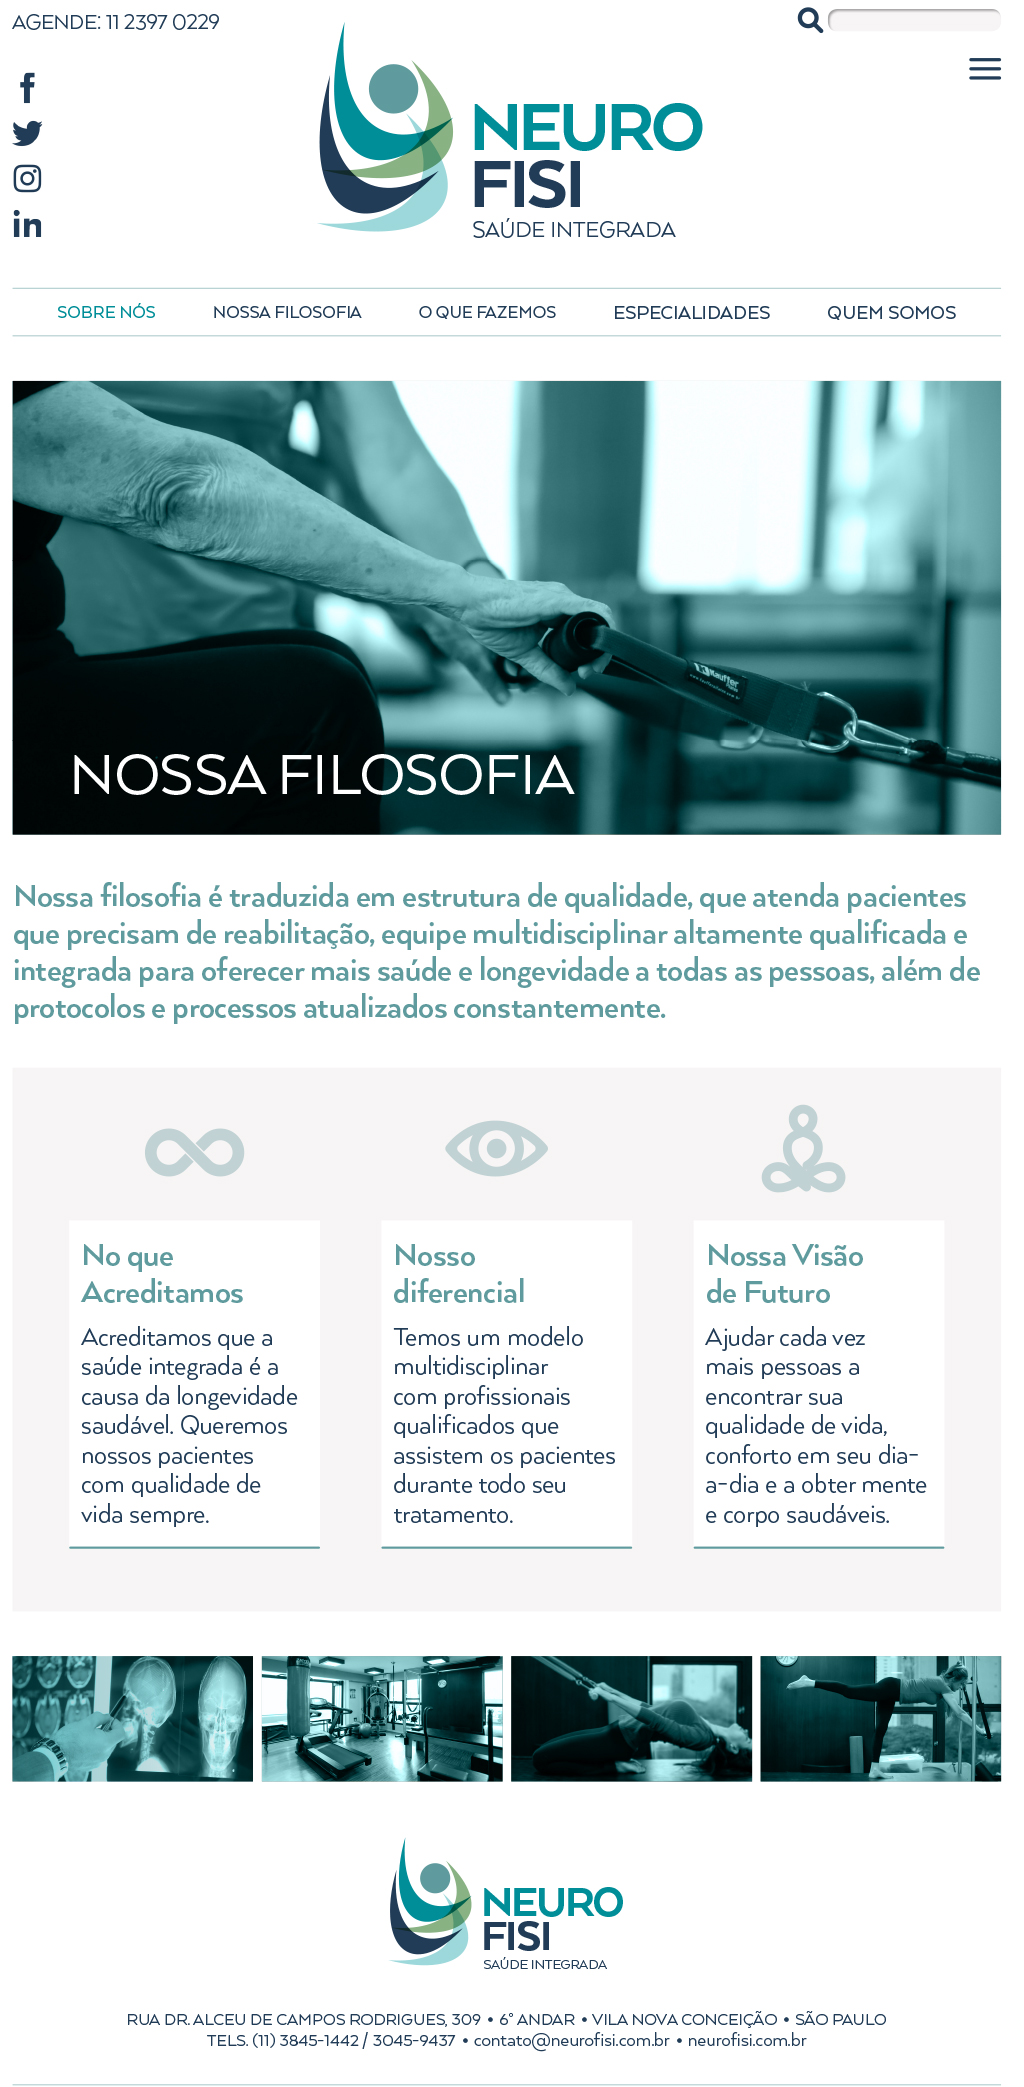 AGENDE: 11 2397 0229
NEURO
FISI
SAÚDE INTEGRADA
SOBRE NÓS
NOSSA FILOSOFIA
O QUE FAZEMOS
ESPECIALIDADES
QUEM SOMOS
Kauffer
NOSSA FILOSOFIA
Nossa filosofia é traduzida em estrutura de qualidade, que atenda pacientes
que precisam de reabilitação, equipe multidisciplinar altamente qualificada e
integrada para oferecer mais saúde e longevidade a todas as pessoas, além de
protocolos e processos atualizados constantemente.
No que
Acreditamos
Acreditamos que a
saúde integrada é a
causa da longevidade
saudável. Queremos
nossos pacientes
com qualidade de
vida sempre.
Nosso
diferencial
Temos um modelo
multidisciplinar
com profissionais
qualificados que
assistem os pacientes
durante todo seu
tratamento.
Nossa Visão
de Futuro
Ajudar cada vez
mais pessoas a
encontrar sua
qualidade de vida,
conforto em seu dia-
a-dia e a obter mente
e corpo saudáveis.
NEURO
FISI
SAÚDE INTEGRADA
RUA DR. ALCEU DE CAMPOS RODRIGUES, 309 • 6° ANDAR • VILA NOVA CONCEIÇÃO • SÃO PAULO
TELS. (11) 3845-1442 / 3045-9437 • contato@neurofisi.com.br • neurofisi.com.br